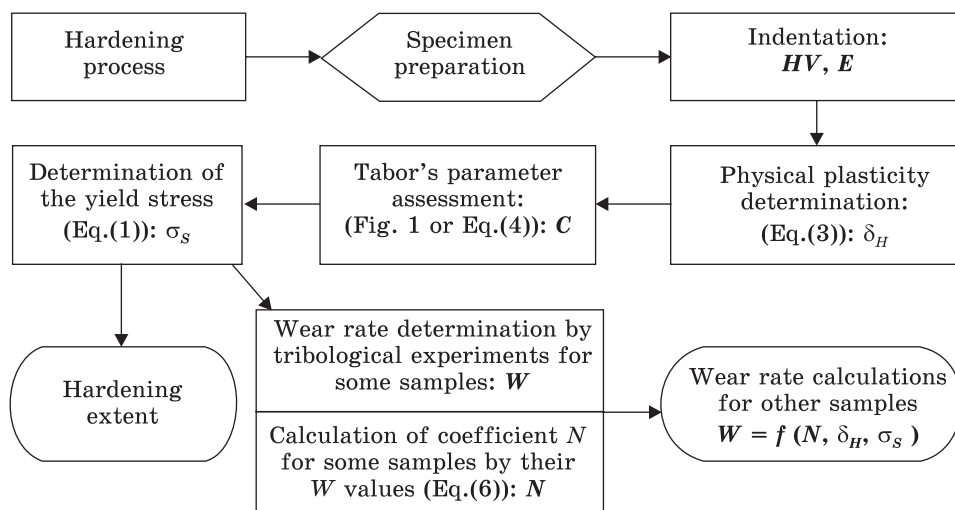 Hardening
process
Specimen
preparation
Indentation:
HV, E
Physical plasticity
determination:
(Eq.(3)): δH
Tabor's parameter
assessment:
(Fig. 1 or Eq.(4)): C
Determination of
the yield stress
(Eq.(1)): σS
Hardening
extent
Wear rate determination by
tribological experiments for
some samples: W
Calculation of coefficient N
for some samples by their
W values (Eq.(6)): N
Wear rate calculations
for other samples
W = f (N, δH, σS )